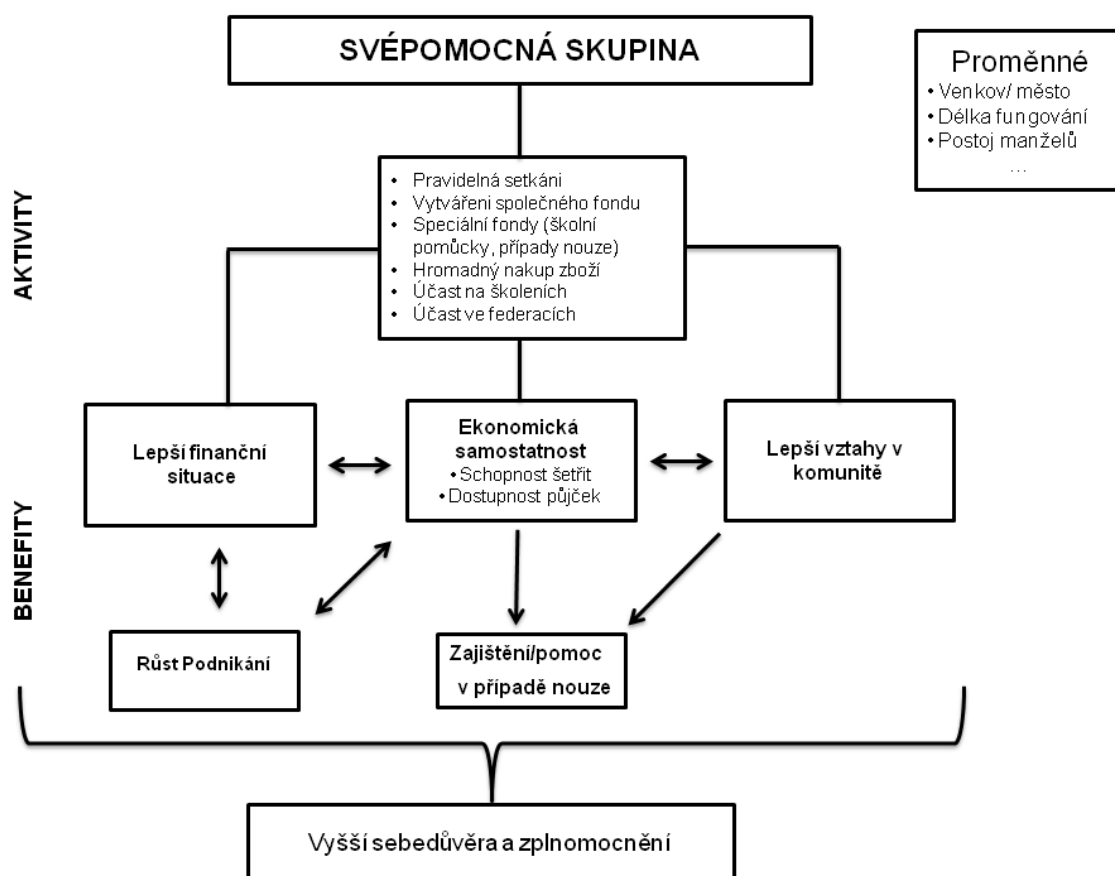 SVÉPOMOCNÁ SKUPINA
Proměnné
• Venkov/ město
• Délka fungování
• Postoj manželů
...
AKTIVITY
• Pravidelná setkáni
• Vytvářeni společného fondu
• Speciální fondy (školní
pomůcky, případy nouze)
• Hromadný nakup zboží
• Účast na školeních
• Účast ve federacích
BENEFITY
Lepší finanční
situace
Ekonomická
samostatnost
• Schopnost šetřit
• Dostupnost půjček
Lepší vztahy v
komunitě
Růst Podnikání
Zajištění/pomoc
v případě nouze
Vyšší sebedůvěra a zplnomocnění